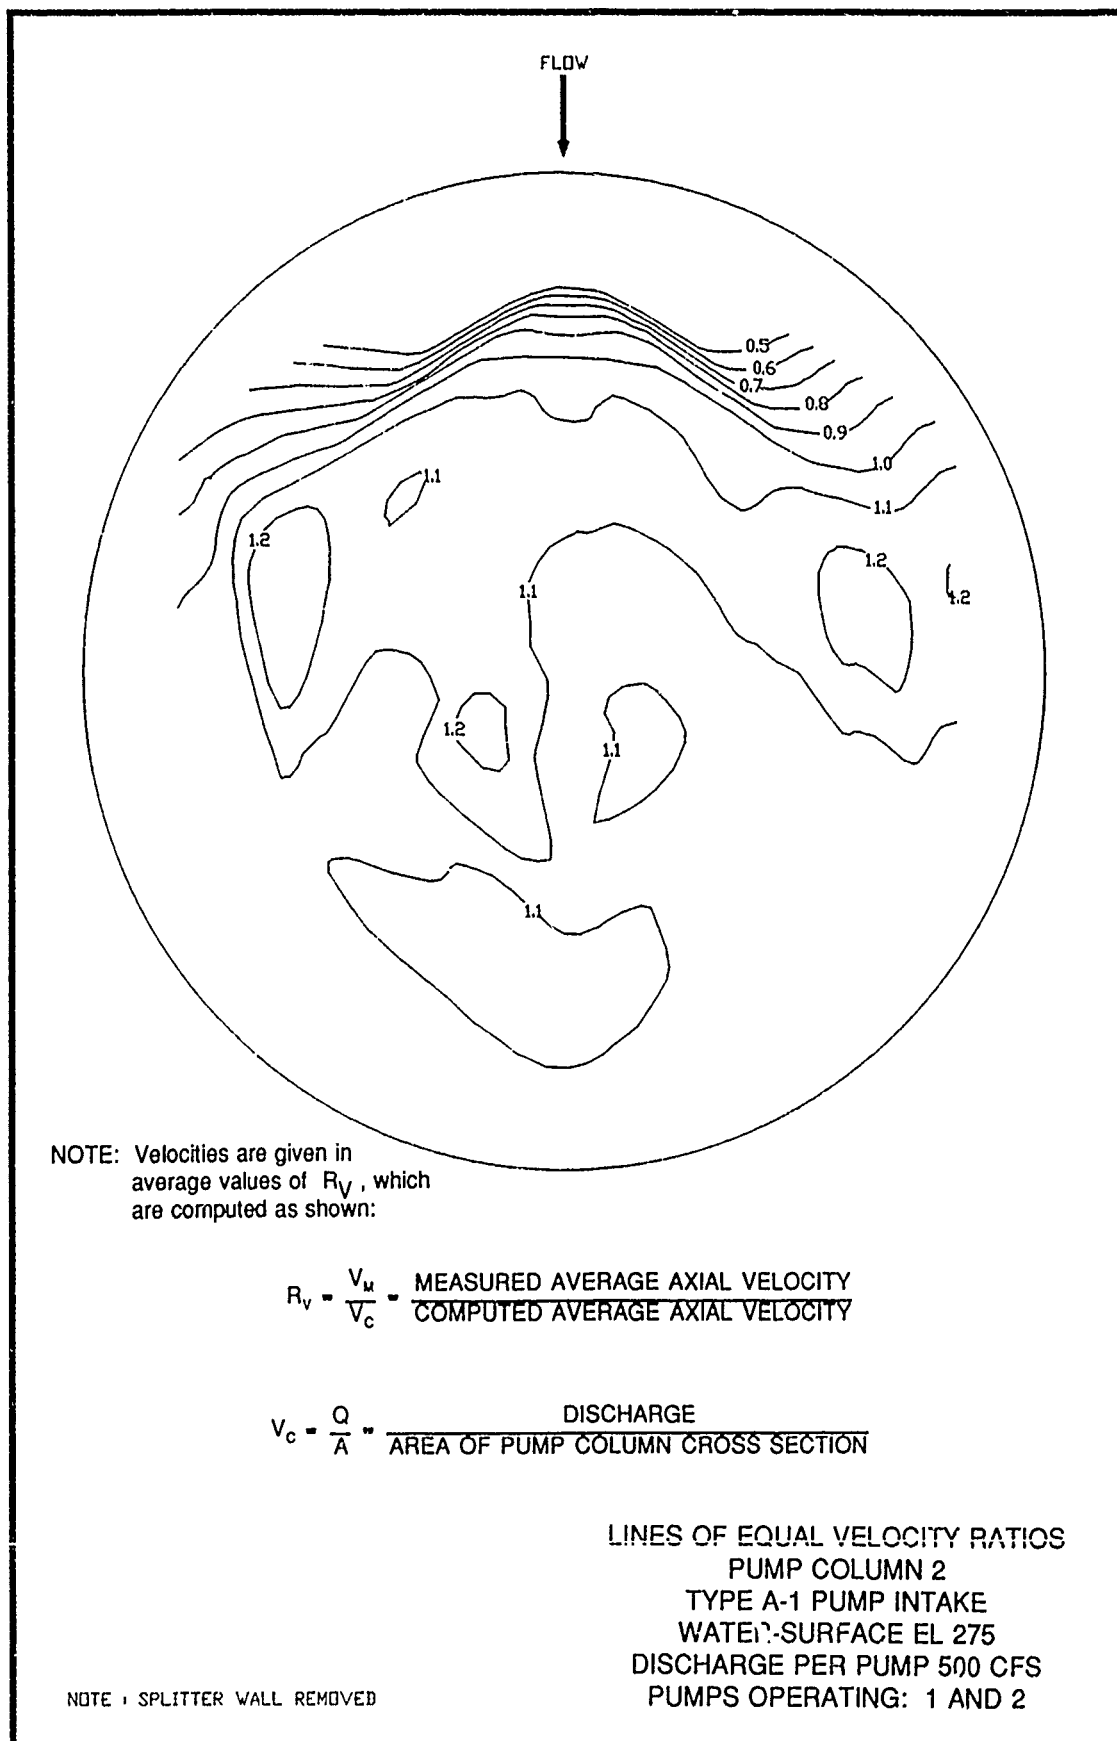 FLOW
0.5
0.6
0.7
0.8
0.9
1.0
1.1
1.1
1.2
1.2
1.2
1.1
1.2
1.1
1.1
NOTE: Velocities are given in
average values of R_V, which
are computed as shown:
R_V = V_M / V_C = MEASURED AVERAGE AXIAL VELOCITY / COMPUTED AVERAGE AXIAL VELOCITY
V_C = Q / A = DISCHARGE / AREA OF PUMP COLUMN CROSS SECTION
LINES OF EQUAL VELOCITY RATIOS
PUMP COLUMN 2
TYPE A-1 PUMP INTAKE
WATER-SURFACE EL 275
DISCHARGE PER PUMP 500 CFS
PUMPS OPERATING: 1 AND 2
NOTE : SPLITTER WALL REMOVED